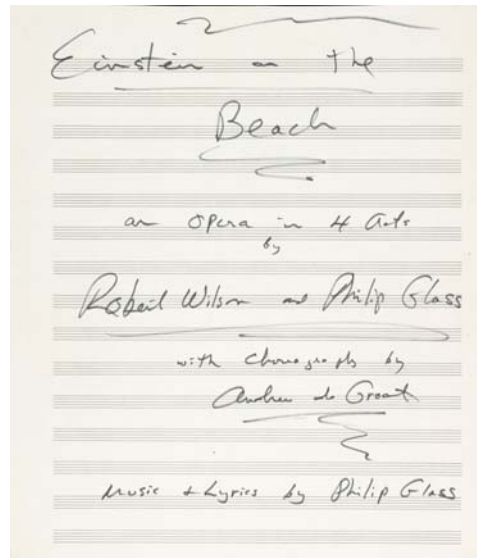 Einstein on the
Beach
an opera in 4 Acts
by
Robert Wilson and Philip Glass
with choreography by
Andrew de Groat
Music + Lyrics by Philip Glass